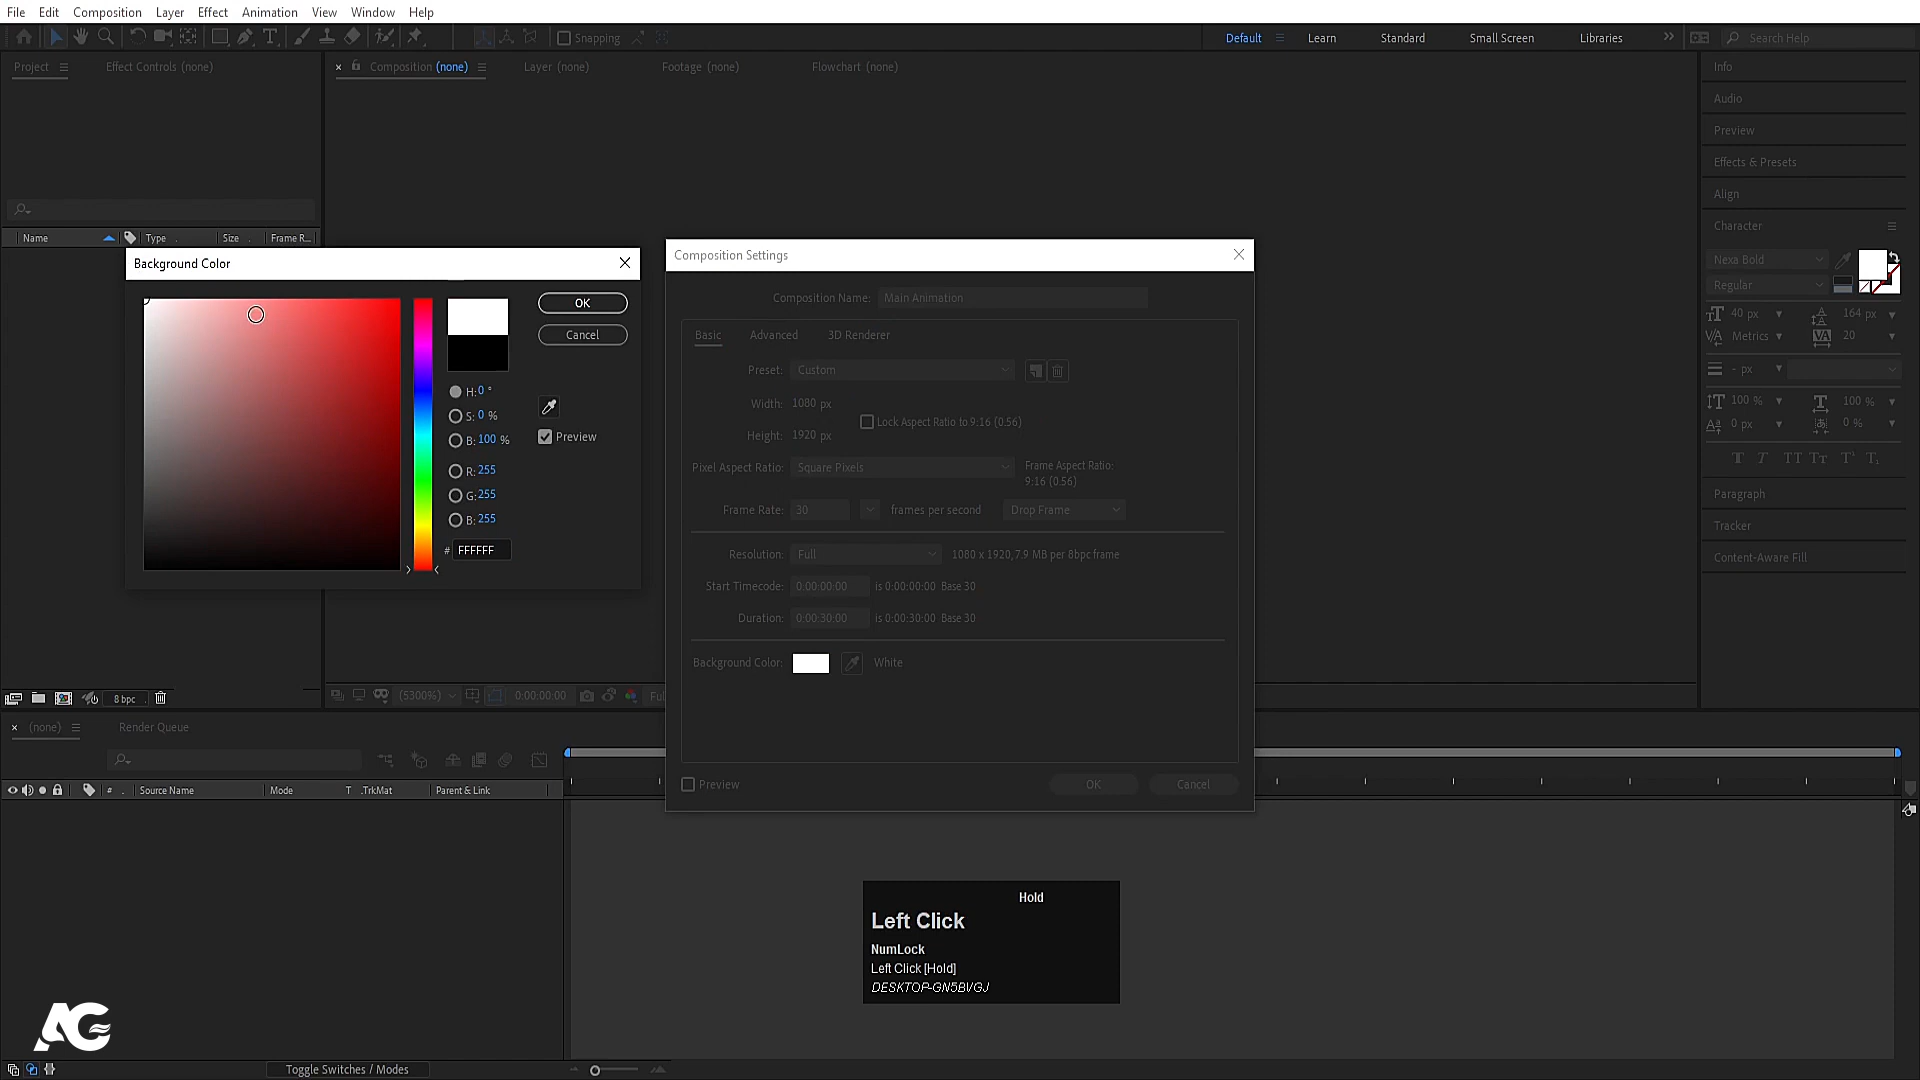 File Edit Composition Layer Effect Animation View Window Help
Snapping
Default Learn Standard Small Screen Libraries Search Help
Project Effect Controls (none)
Composition (none) Layer (none) Footage (none) Flowchart (none)
Info
Audio
Preview
Effects & Presets
Align
Character
Nexa Bold
Regular
40 px 164 px
Metrics 20
- px
100 % 100 %
0 px 0 %
Paragraph
Tracker
Content-Aware Fill
Name Type Size Frame R...
Background Color
OK
Cancel
H: 0 °
S: 0 %
B: 100 %
Preview
R: 255
G: 255
B: 255
# FFFFFF
Composition Settings
Composition Name: Main Animation
Basic Advanced 3D Renderer
Preset: Custom
Width: 1080 px
Lock Aspect Ratio to 9:16 (0.56)
Height: 1920 px
Pixel Aspect Ratio: Square Pixels Frame Aspect Ratio:
9:16 (0.56)
Frame Rate: 30 frames per second Drop Frame
Resolution: Full 1080 x 1920, 7.9 MB per 8bpc frame
Start Timecode: 0:00:00:00 is 0:00:00:00 Base 30
Duration: 0:00:30:00 is 0:00:30:00 Base 30
Background Color: White
Preview OK Cancel
8 bpc
(5300%) 0:00:00:00 Ful
(none) Render Queue
# Source Name Mode T .TrkMat Parent & Link
Hold
Left Click
NumLock
Left Click [Hold]
DESKTOP-GN5BVGJ
AG
Toggle Switches / Modes